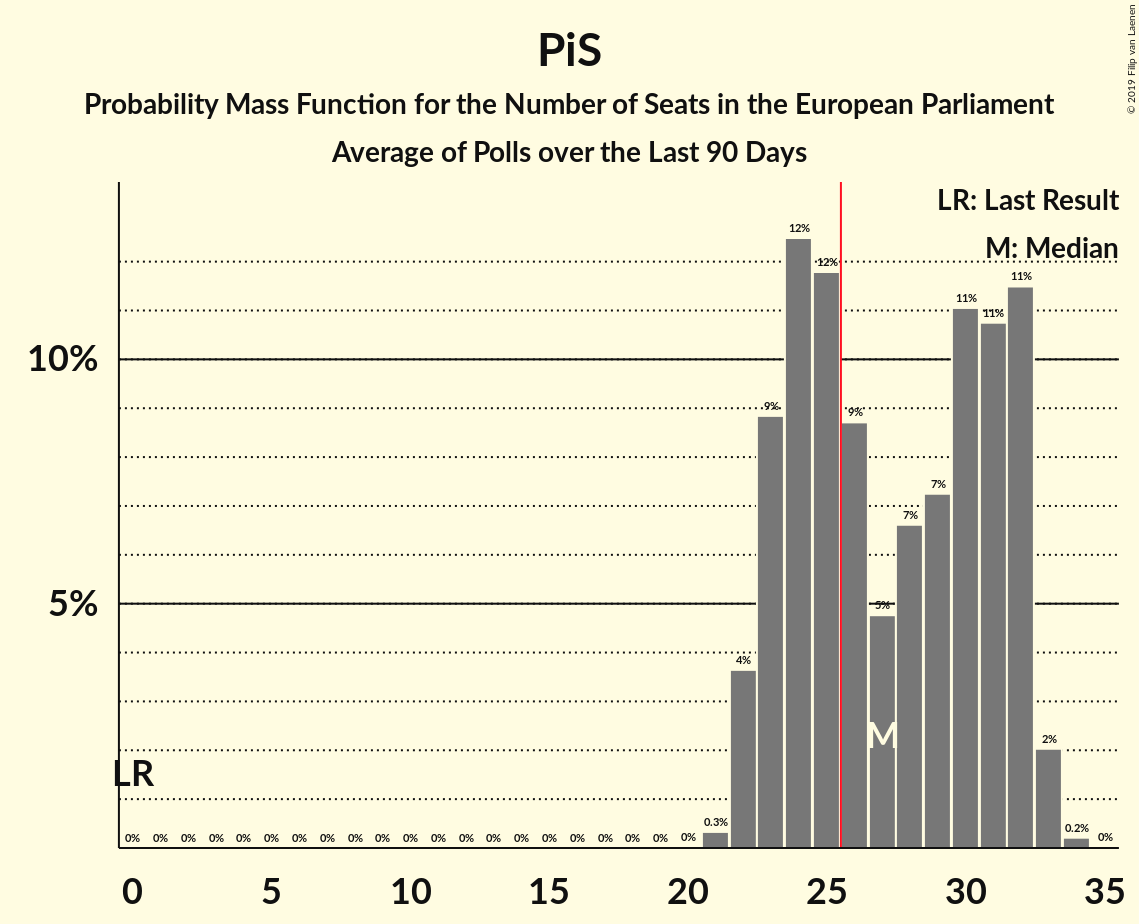 PiS
Probability Mass Function for the Number of Seats in the European Parliament
Average of Polls over the Last 90 Days
© 2019 Filip van Laenen
LR: Last Result
M: Median
12%
12%
11%
11%
11%
10%
9%
9%
7%
7%
5%
5%
4%
M
2%
LR
0% 0% 0% 0% 0% 0% 0% 0% 0% 0% 0% 0% 0% 0% 0% 0% 0% 0% 0% 0% 0% 0.3% 0.2% 0%
0 5 10 15 20 25 30 35